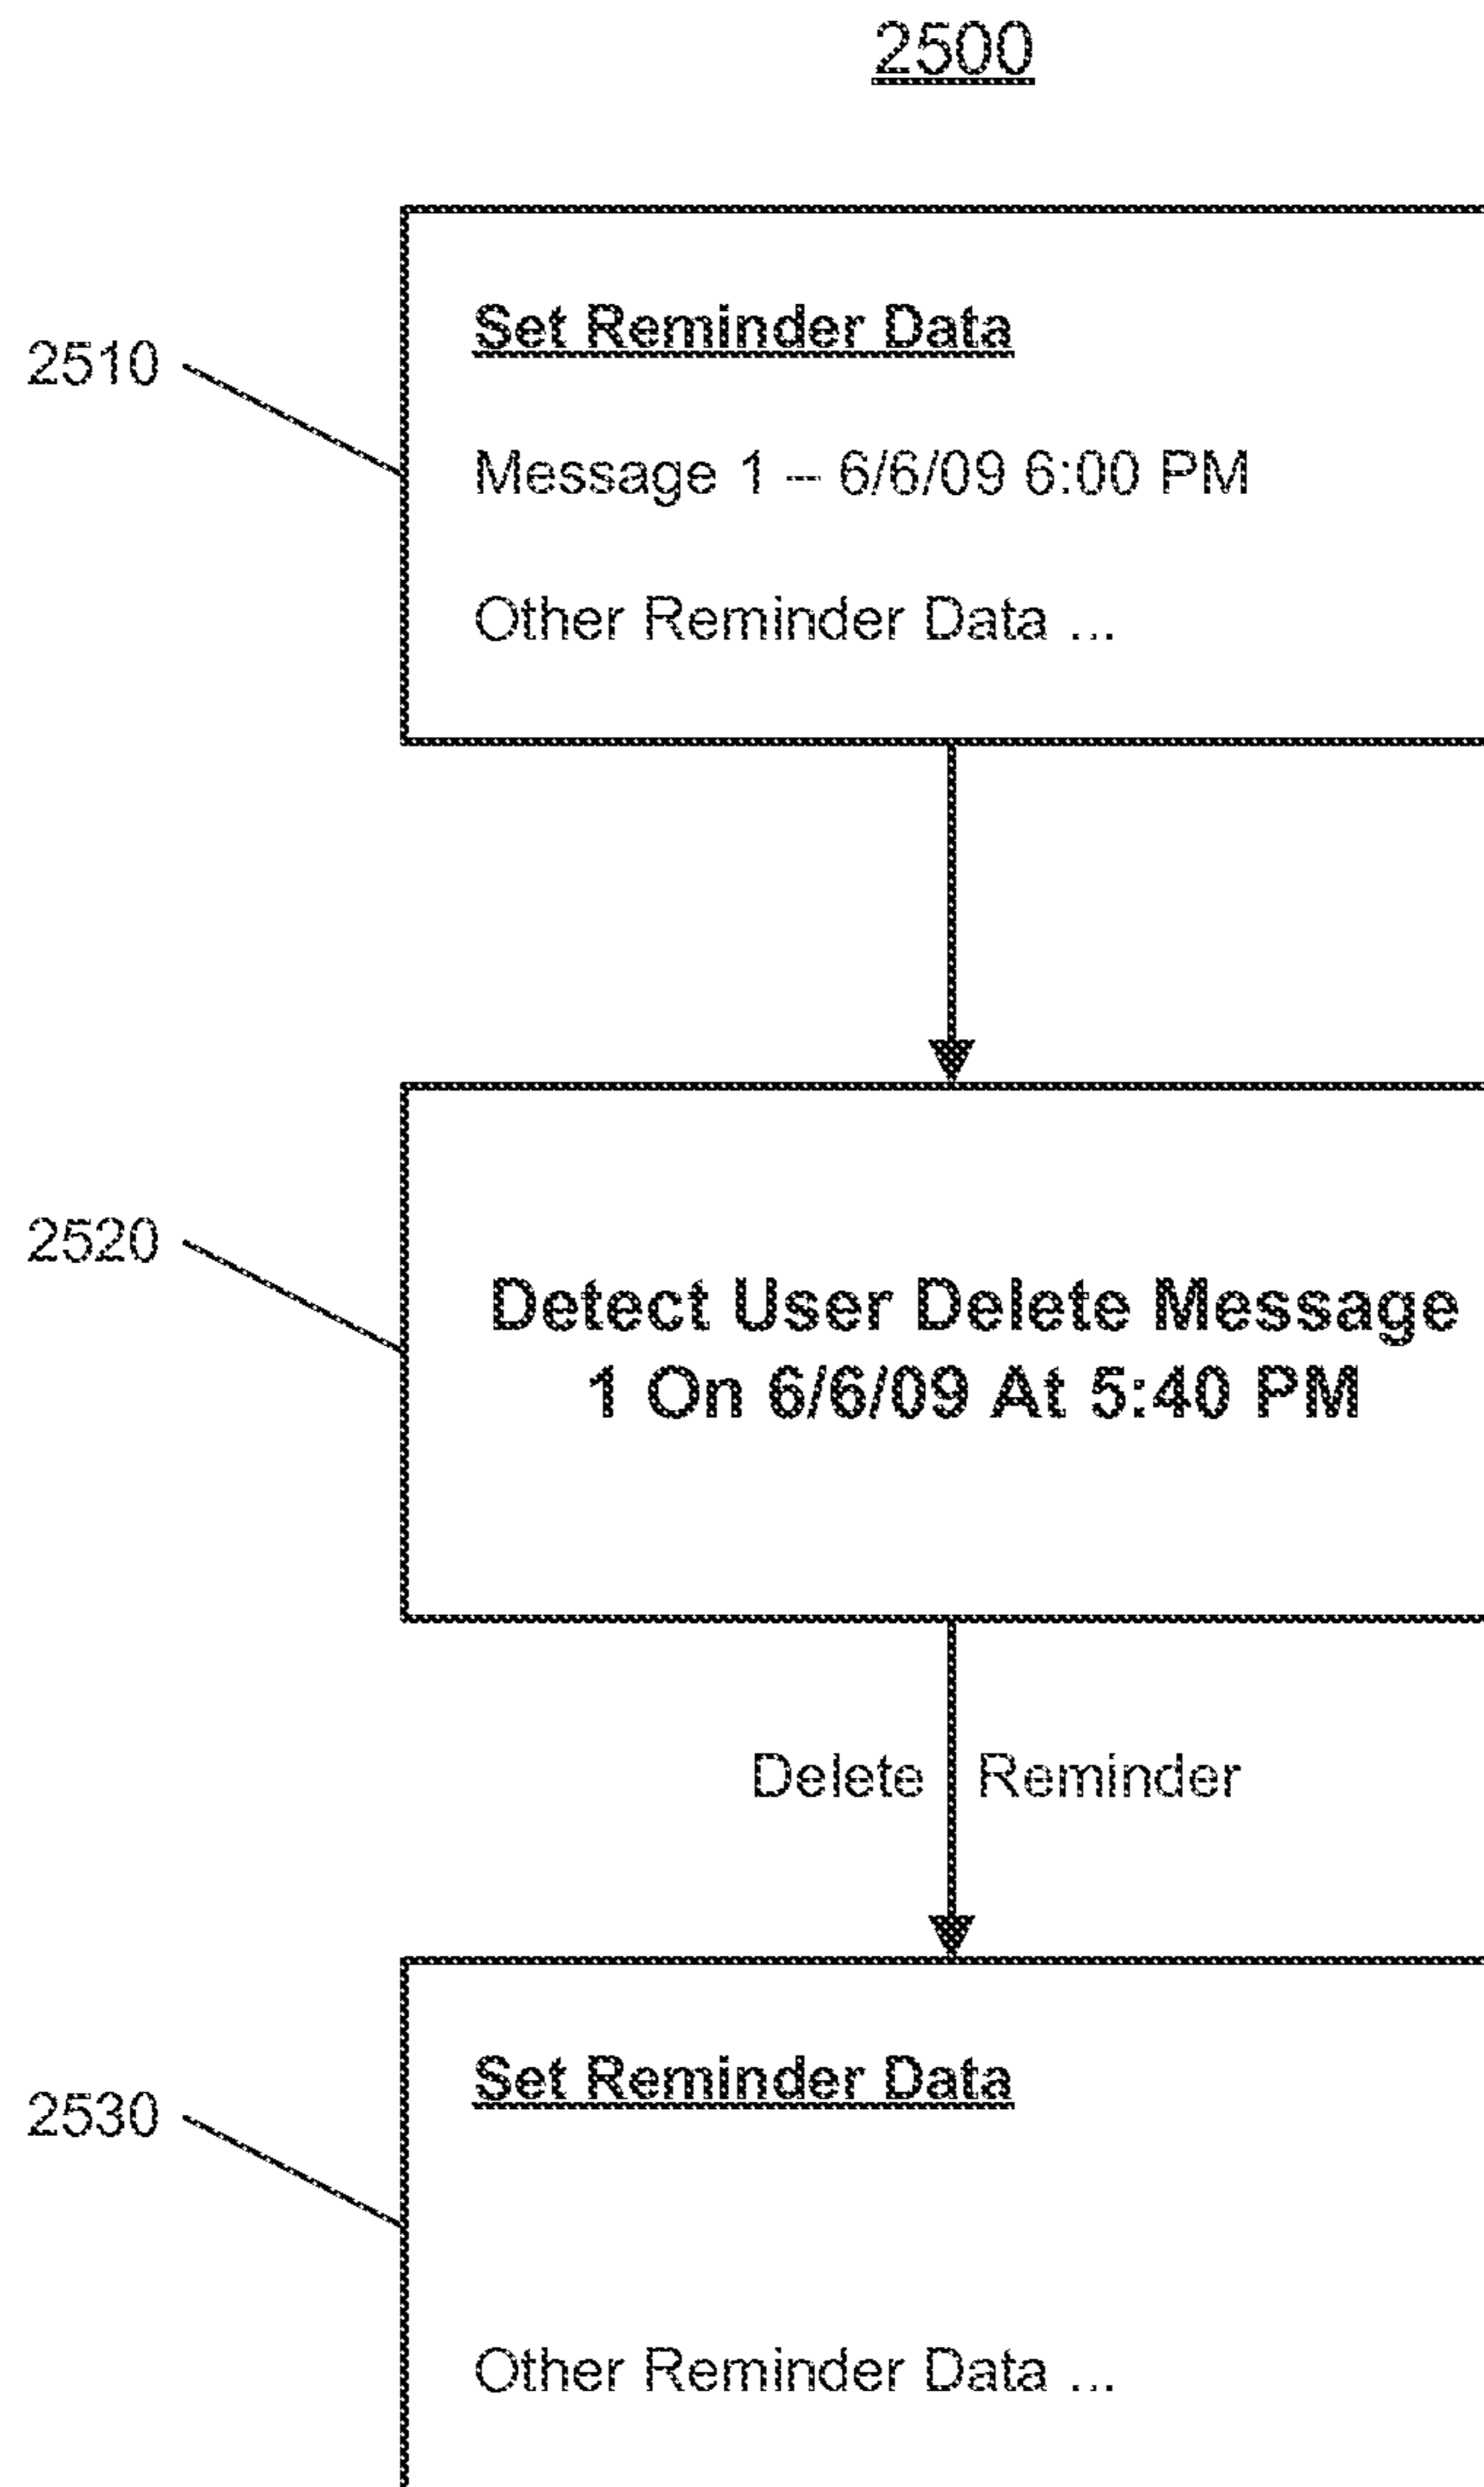 2500
2510
Set Reminder Data
Message 1 – 6/6/09 6:00 PM
Other Reminder Data ...
2520
Detect User Delete Message
1 On 6/6/09 At 5:40 PM
Delete Reminder
2530
Set Reminder Data
Other Reminder Data ...